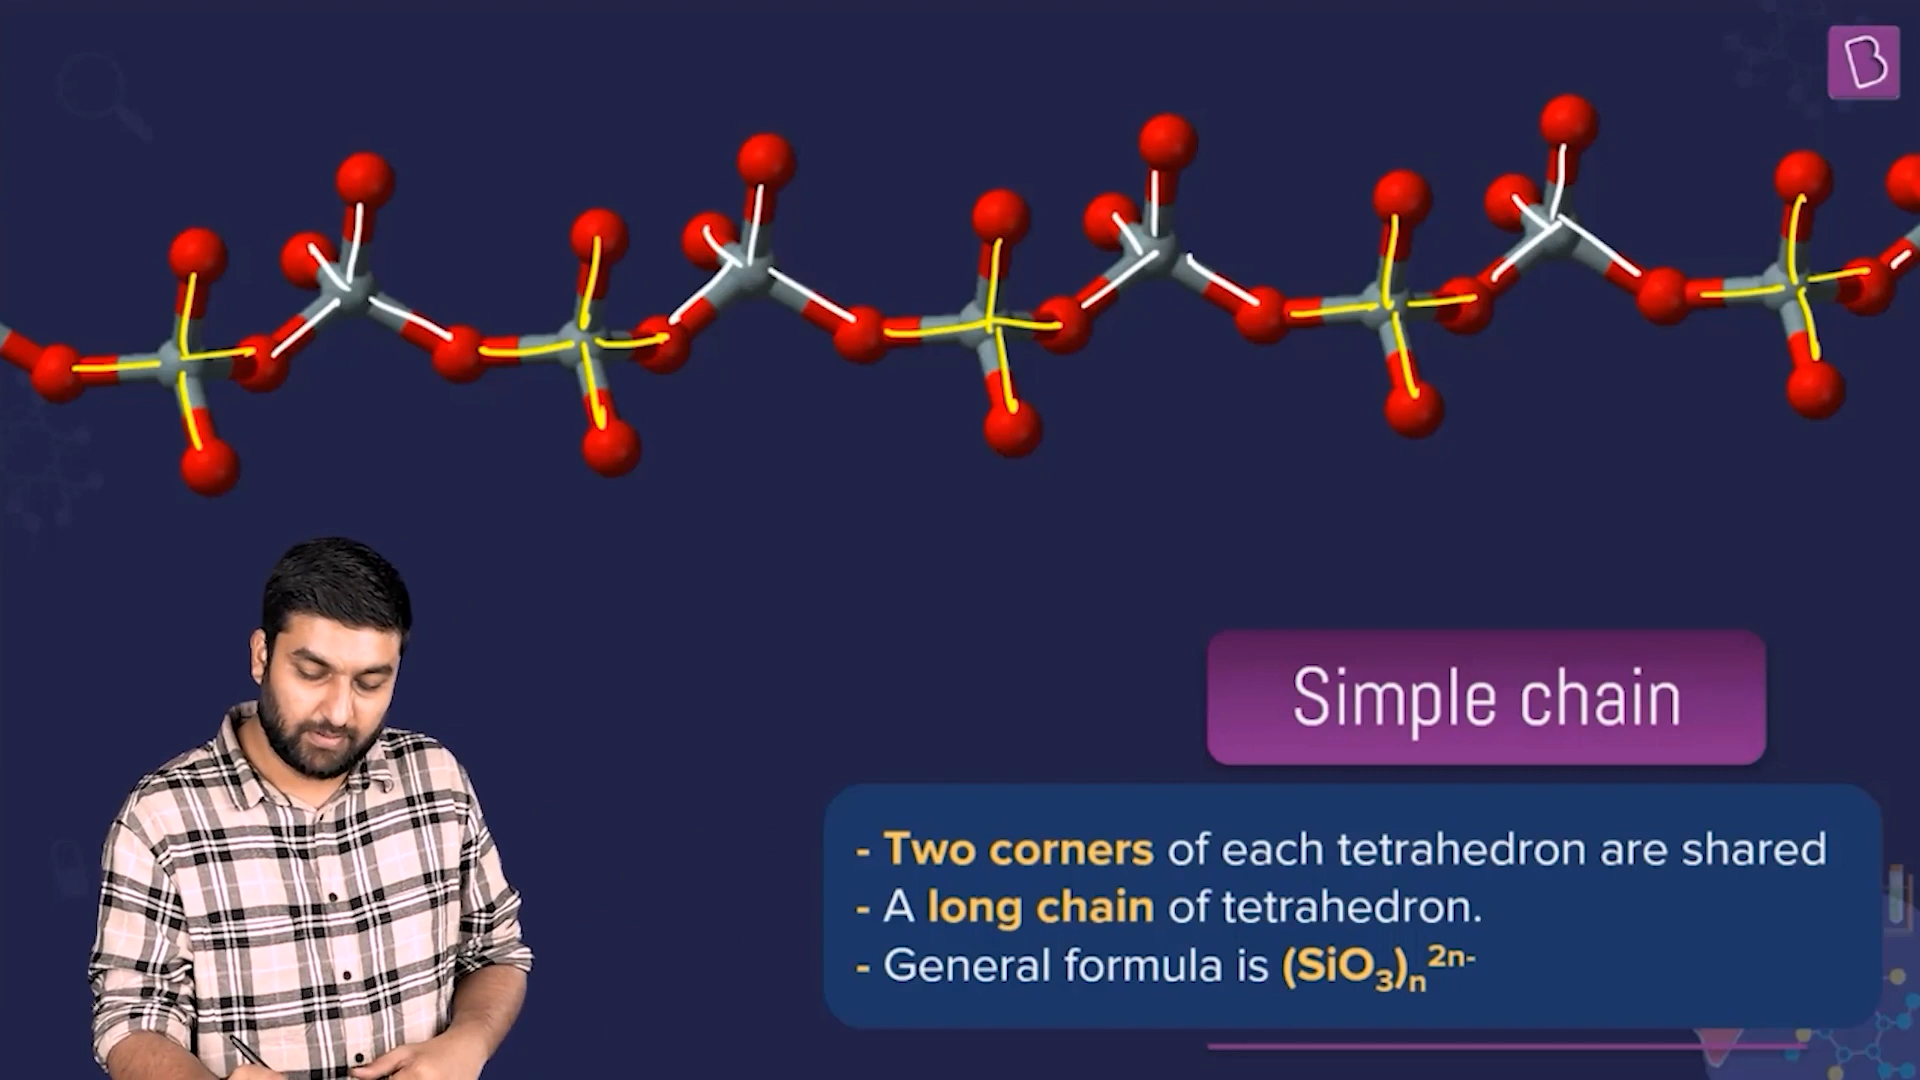 B
Simple chain
- Two corners of each tetrahedron are shared
- A long chain of tetrahedron.
- General formula is (SiO₃)ₙ²ⁿ⁻